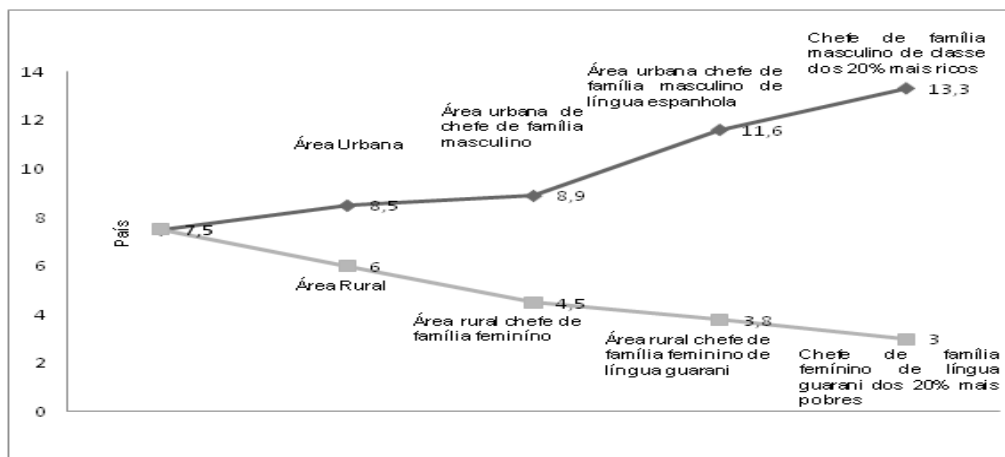 14
12
10
8
6
4
2
0
País
7,5
Área Urbana
8,5
Área urbana de
chefe de família
masculino
8,9
Área urbana chefe de
família masculino de
língua espanhola
11,6
Chefe de família
masculino de classe
dos 20% mais ricos
13,3
6
Área Rural
4,5
Área rural chefe de
família feminíno
3,8
Área rural chefe de
família feminino de
língua guarani
3
Chefe de família
femínino de língua
guarani dos 20% mais
pobres